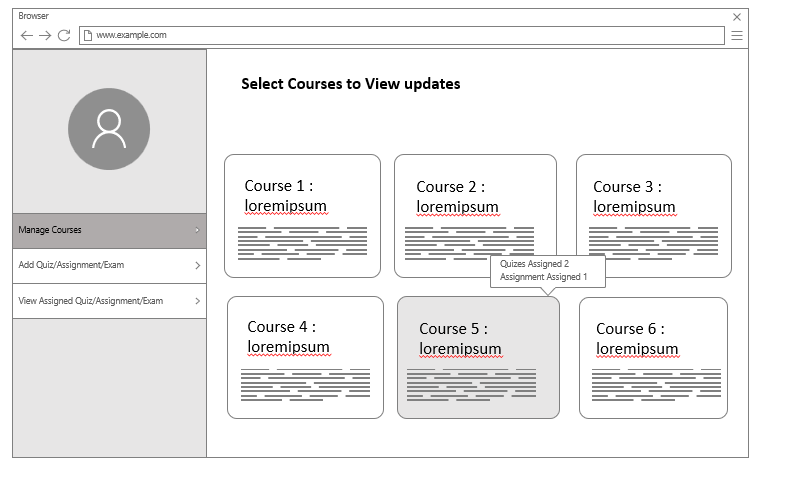 Browser
www.example.com
Select Courses to View updates
Manage Courses
Add Quiz/Assignment/Exam
View Assigned Quiz/Assignment/Exam
Course 1 :
loremipsum
Course 2 :
loremipsum
Course 3 :
loremipsum
Quizes Assigned 2
Assignment Assigned 1
Course 4 :
loremipsum
Course 5 :
loremipsum
Course 6 :
loremipsum